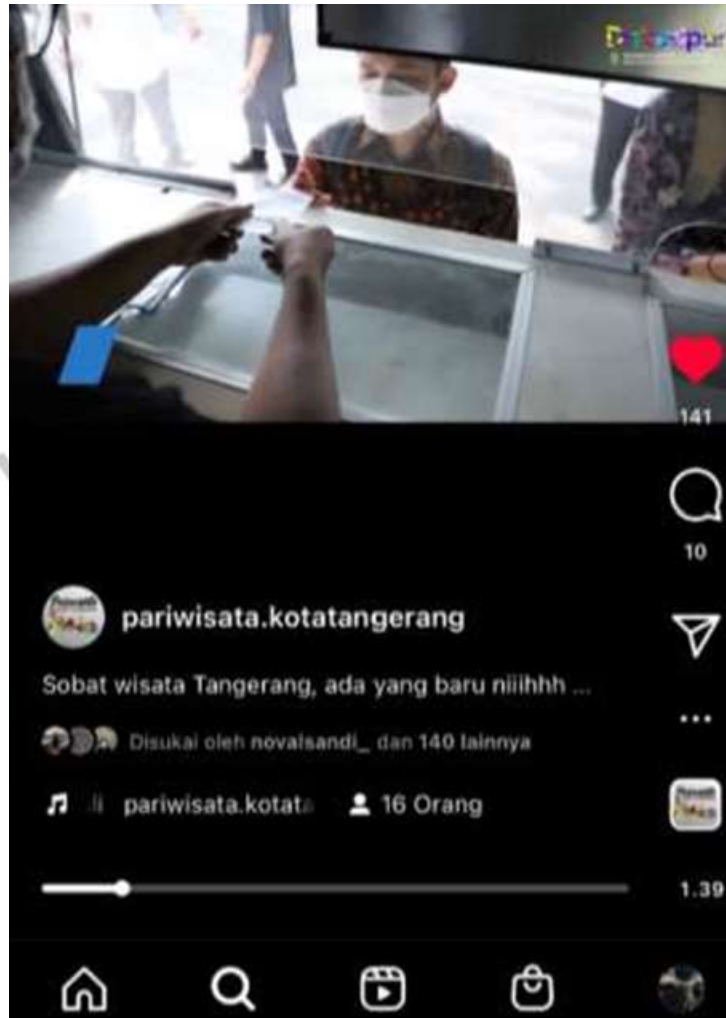 141
10
pariwisata.kotatangerang
Sobat wisata Tangerang, ada yang baru niiihhh ...
Disukai oleh novalsandi_ dan 140 lainnya
li pariwisata.kotata 16 Orang
1.39